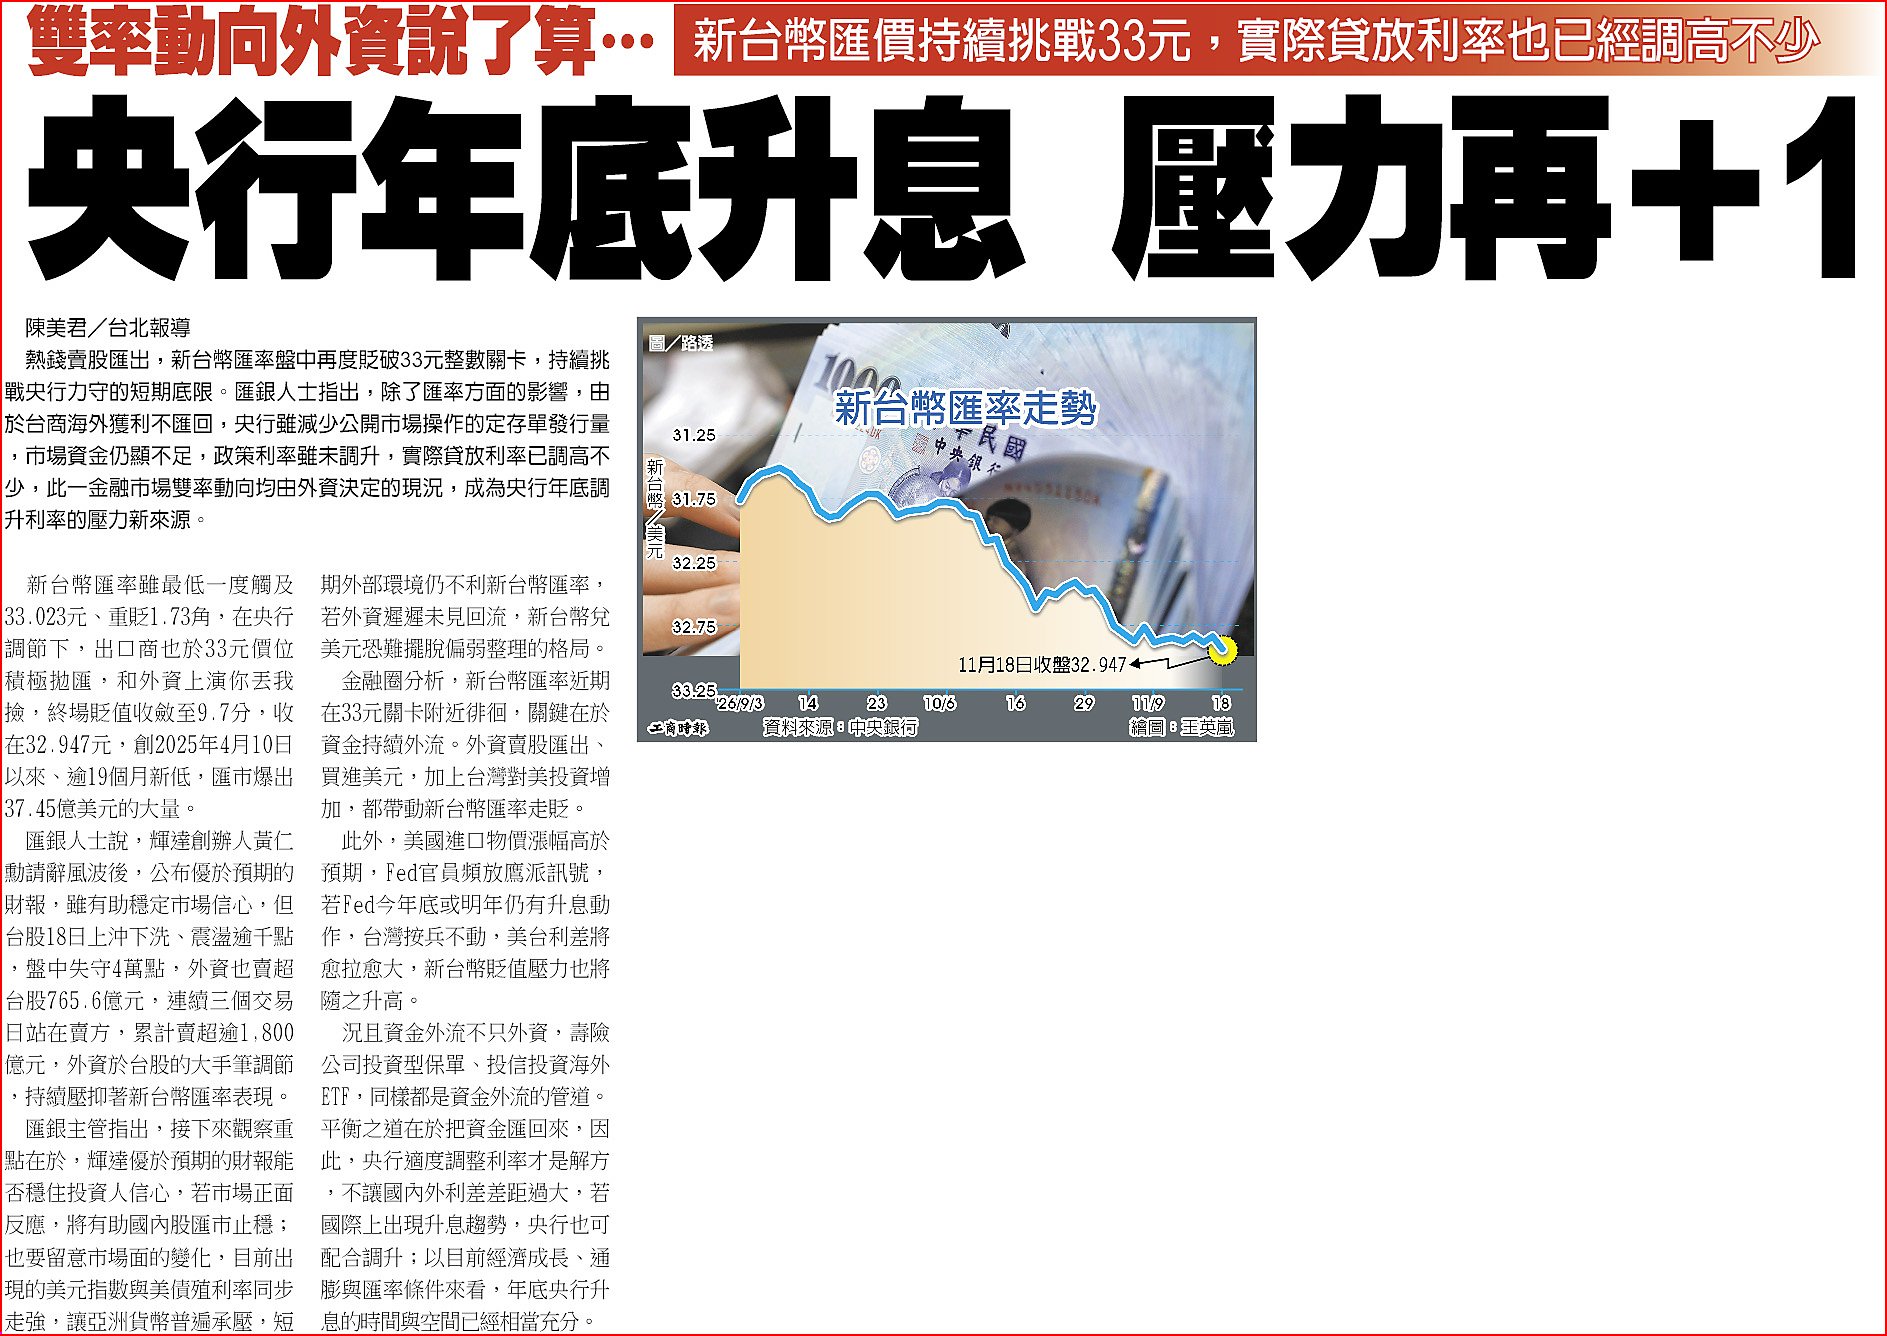 雙率動向外資說了算…
新台幣匯價持續挑戰33元，實際貸放利率也已經調高不少
央行年底升息 壓力再＋1
陳美君／台北報導
熱錢賣股匯出，新台幣匯率盤中再度貶破33元整數關卡，持續挑
戰央行力守的短期底限。匯銀人士指出，除了匯率方面的影響，由
於台商海外獲利不匯回，央行雖減少公開市場操作的定存單發行量
，市場資金仍顯不足，政策利率雖未調升，實際貸放利率已調高不
少，此一金融市場雙率動向均由外資決定的現況，成為央行年底調
升利率的壓力新來源。
新台幣匯率雖最低一度觸及
33.023元、重貶1.73角，在央行
調節下，出口商也於33元價位
積極拋匯，和外資上演你丟我
撿，終場貶值收斂至9.7分，收
在32.947元，創2025年4月10日
以來、逾19個月新低，匯市爆出
37.45億美元的大量。
匯銀人士說，輝達創辦人黃仁
勳請辭風波後，公布優於預期的
財報，雖有助穩定市場信心，但
台股18日上沖下洗、震盪逾千點
，盤中失守4萬點，外資也賣超
台股765.6億元，連續三個交易
日站在賣方，累計賣超逾1,800
億元，外資於台股的大手筆調節
，持續壓抑著新台幣匯率表現。
匯銀主管指出，接下來觀察重
點在於，輝達優於預期的財報能
否穩住投資人信心，若市場正面
反應，將有助國內股匯市止穩；
也要留意市場面的變化，目前出
現的美元指數與美債殖利率同步
走強，讓亞洲貨幣普遍承壓，短
期外部環境仍不利新台幣匯率，
若外資遲遲未見回流，新台幣兌
美元恐難擺脫偏弱整理的格局。
金融圈分析，新台幣匯率近期
在33元關卡附近徘徊，關鍵在於
資金持續外流。外資賣股匯出、
買進美元，加上台灣對美投資增
加，都帶動新台幣匯率走貶。
此外，美國進口物價漲幅高於
預期，Fed官員頻放鷹派訊號，
若Fed今年底或明年仍有升息動
作，台灣按兵不動，美台利差將
愈拉愈大，新台幣貶值壓力也將
隨之升高。
況且資金外流不只外資，壽險
公司投資型保單、投信投資海外
ETF，同樣都是資金外流的管道。
平衡之道在於把資金匯回來，因
此，央行適度調整利率才是解方
，不讓國內外利差差距過大，若
國際上出現升息趨勢，央行也可
配合調升；以目前經濟成長、通
膨與匯率條件來看，年底央行升
息的時間與空間已經相當充分。
圖／路透
1000
新台幣匯率走勢
中央銀行
新台幣／美元
31.25
31.75
32.25
32.75
33.25
11月18日收盤32.947
'26/9/3 14 23 10/6 16 29 11/9 18
工商時報 資料來源：中央銀行 繪圖：王英嵐